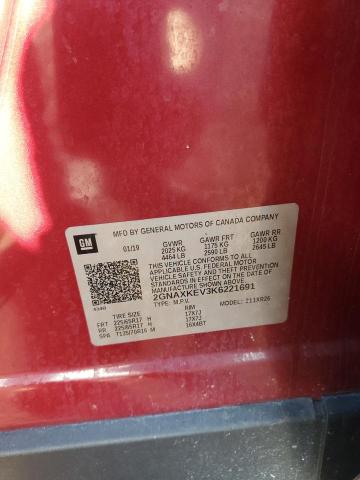 GM
MFD BY GENERAL MOTORS OF CANADA COMPANY
01/19 GVWR GAWR FRT GAWR RR
2025 KG 1175 KG 1200 KG
4464 LB 2590 LB 2645 LB
THIS VEHICLE CONFORMS TO ALL
APPLICABLE U.S. FEDERAL MOTOR
VEHICLE SAFETY AND THEFT PREVENTION
STANDARDS IN EFFECT ON THE DATE OF
MANUFACTURE SHOWN ABOVE.
2GNAXKEV3K6221691
TYPE: M.P.V. MODEL: 1XR26
TIRE SIZE RIM
FRT 225/65R17 H 17X7J
RR 225/65R17 H 17X7J
SPA T135/70R16 M 16X4BT